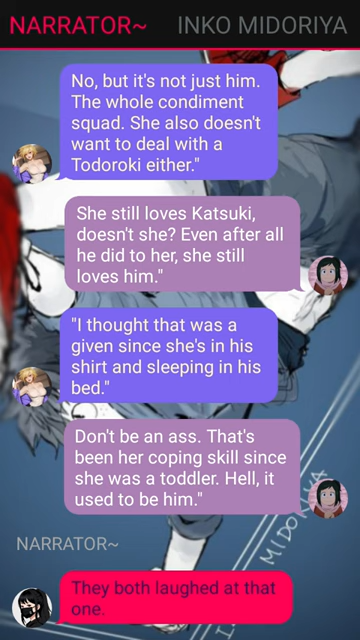 NARRATOR~ INKO MIDORIYA
No, but it's not just him.
The whole condiment
squad. She also doesn't
want to deal with a
Todoroki either."
She still loves Katsuki,
doesn't she? Even after all
he did to her, she still
loves him."
"I thought that was a
given since she's in his
shirt and sleeping in his
bed."
Don't be an ass. That's
been her coping skill since
she was a toddler. Hell, it
used to be him."
MIDORIYA
NARRATOR~
They both laughed at that
one.